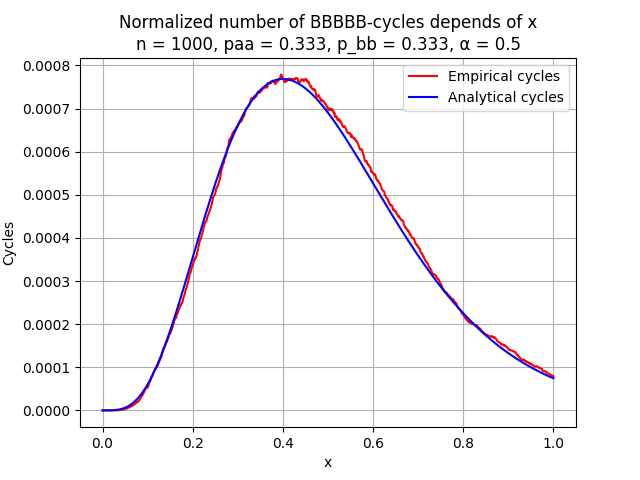 Normalized number of BBBBB-cycles depends of x
n = 1000, paa = 0.333, p_bb = 0.333, α = 0.5
0.0008
0.0007
0.0006
0.0005
0.0004
0.0003
0.0002
0.0001
0.0000
Cycles
Empirical cycles
Analytical cycles
0.0 0.2 0.4 0.6 0.8 1.0
x